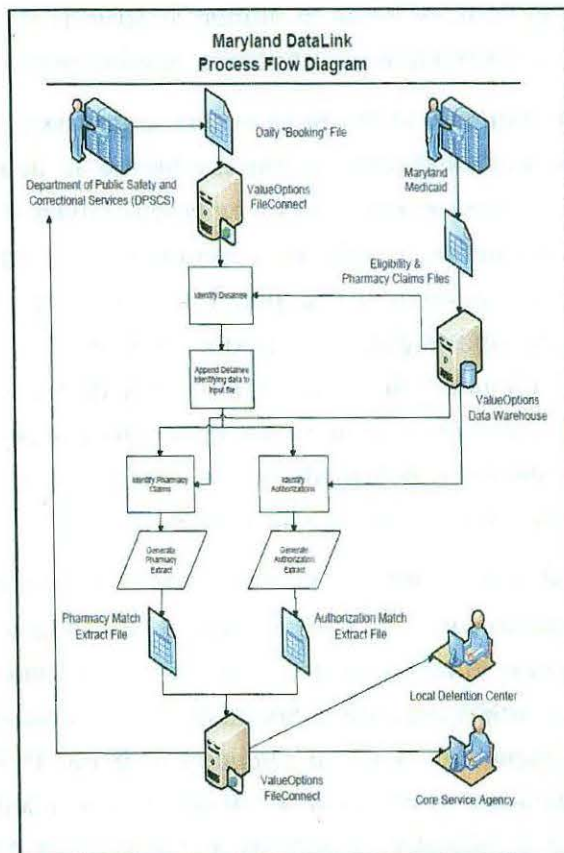 Maryland DataLink
Process Flow Diagram
Daily "Booking" File
Department of Public Safety and
Correctional Services (DPSCS)
ValueOptions
FileConnect
Maryland
Medicaid
Eligibility &
Pharmacy Claims Files
Identify Detainee
Append Detainee
Identifying data to
Input file
ValueOptions
Data Warehouse
Identify Pharmacy
Claims
Identify
Authorizations
Generate
Pharmacy
Extract
Generate
Authorization
Extract
Pharmacy Match
Extract File
Authorization Match
Extract File
Local Detention Center
ValueOptions
FileConnect
Core Service Agency